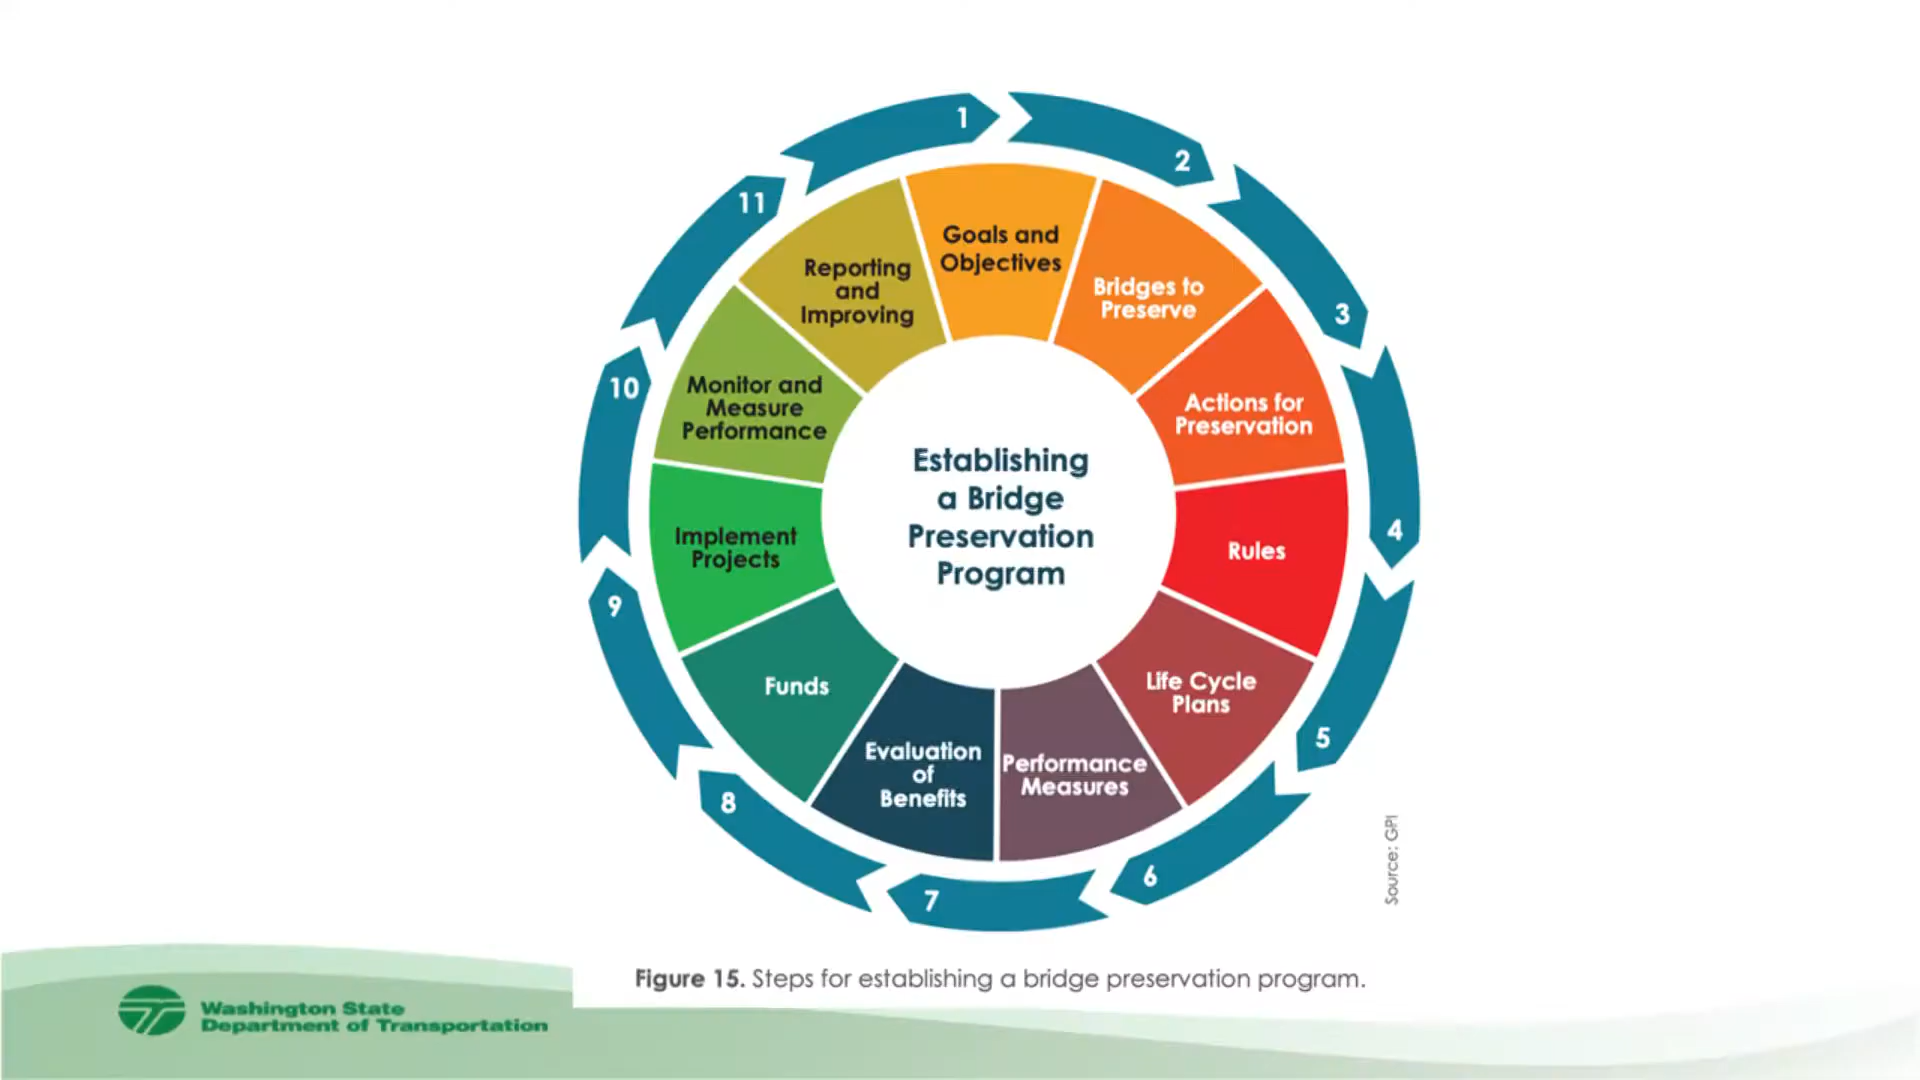 1
2
3
4
5
6
7
8
9
10
11
Goals and
Objectives
Bridges to
Preserve
Actions for
Preservation
Rules
Life Cycle
Plans
Performance
Measures
Evaluation
of
Benefits
Funds
Implement
Projects
Monitor and
Measure
Performance
Reporting
and
Improving
Establishing
a Bridge
Preservation
Program
Source: GPI
Figure 15. Steps for establishing a bridge preservation program.
Washington State
Department of Transportation